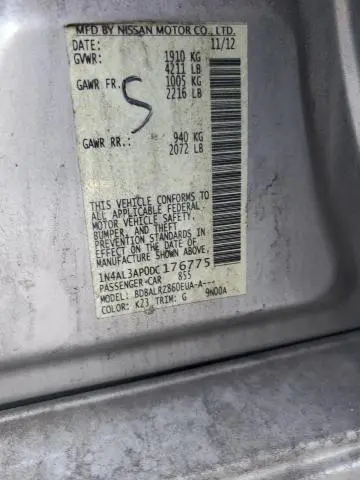 MFD BY NISSAN MOTOR CO., LTD.
DATE: 11/12
GVWR: 1910 KG
4211 LB
GAWR FR: 1005 KG
2216 LB
S
GAWR RR: 940 KG
2072 LB
THIS VEHICLE CONFORMS TO
ALL APPLICABLE FEDERAL
MOTOR VEHICLE SAFETY,
BUMPER, AND THEFT
PREVENTION STANDARDS IN
EFFECT ON THE DATE OF
MANUFACTURE SHOWN ABOVE.
1N4AL3AP0DC176775
PASSENGER-CAR 855
MODEL: BDBALRZ860EUA-A---
COLOR: K23 TRIM: G 9N00A